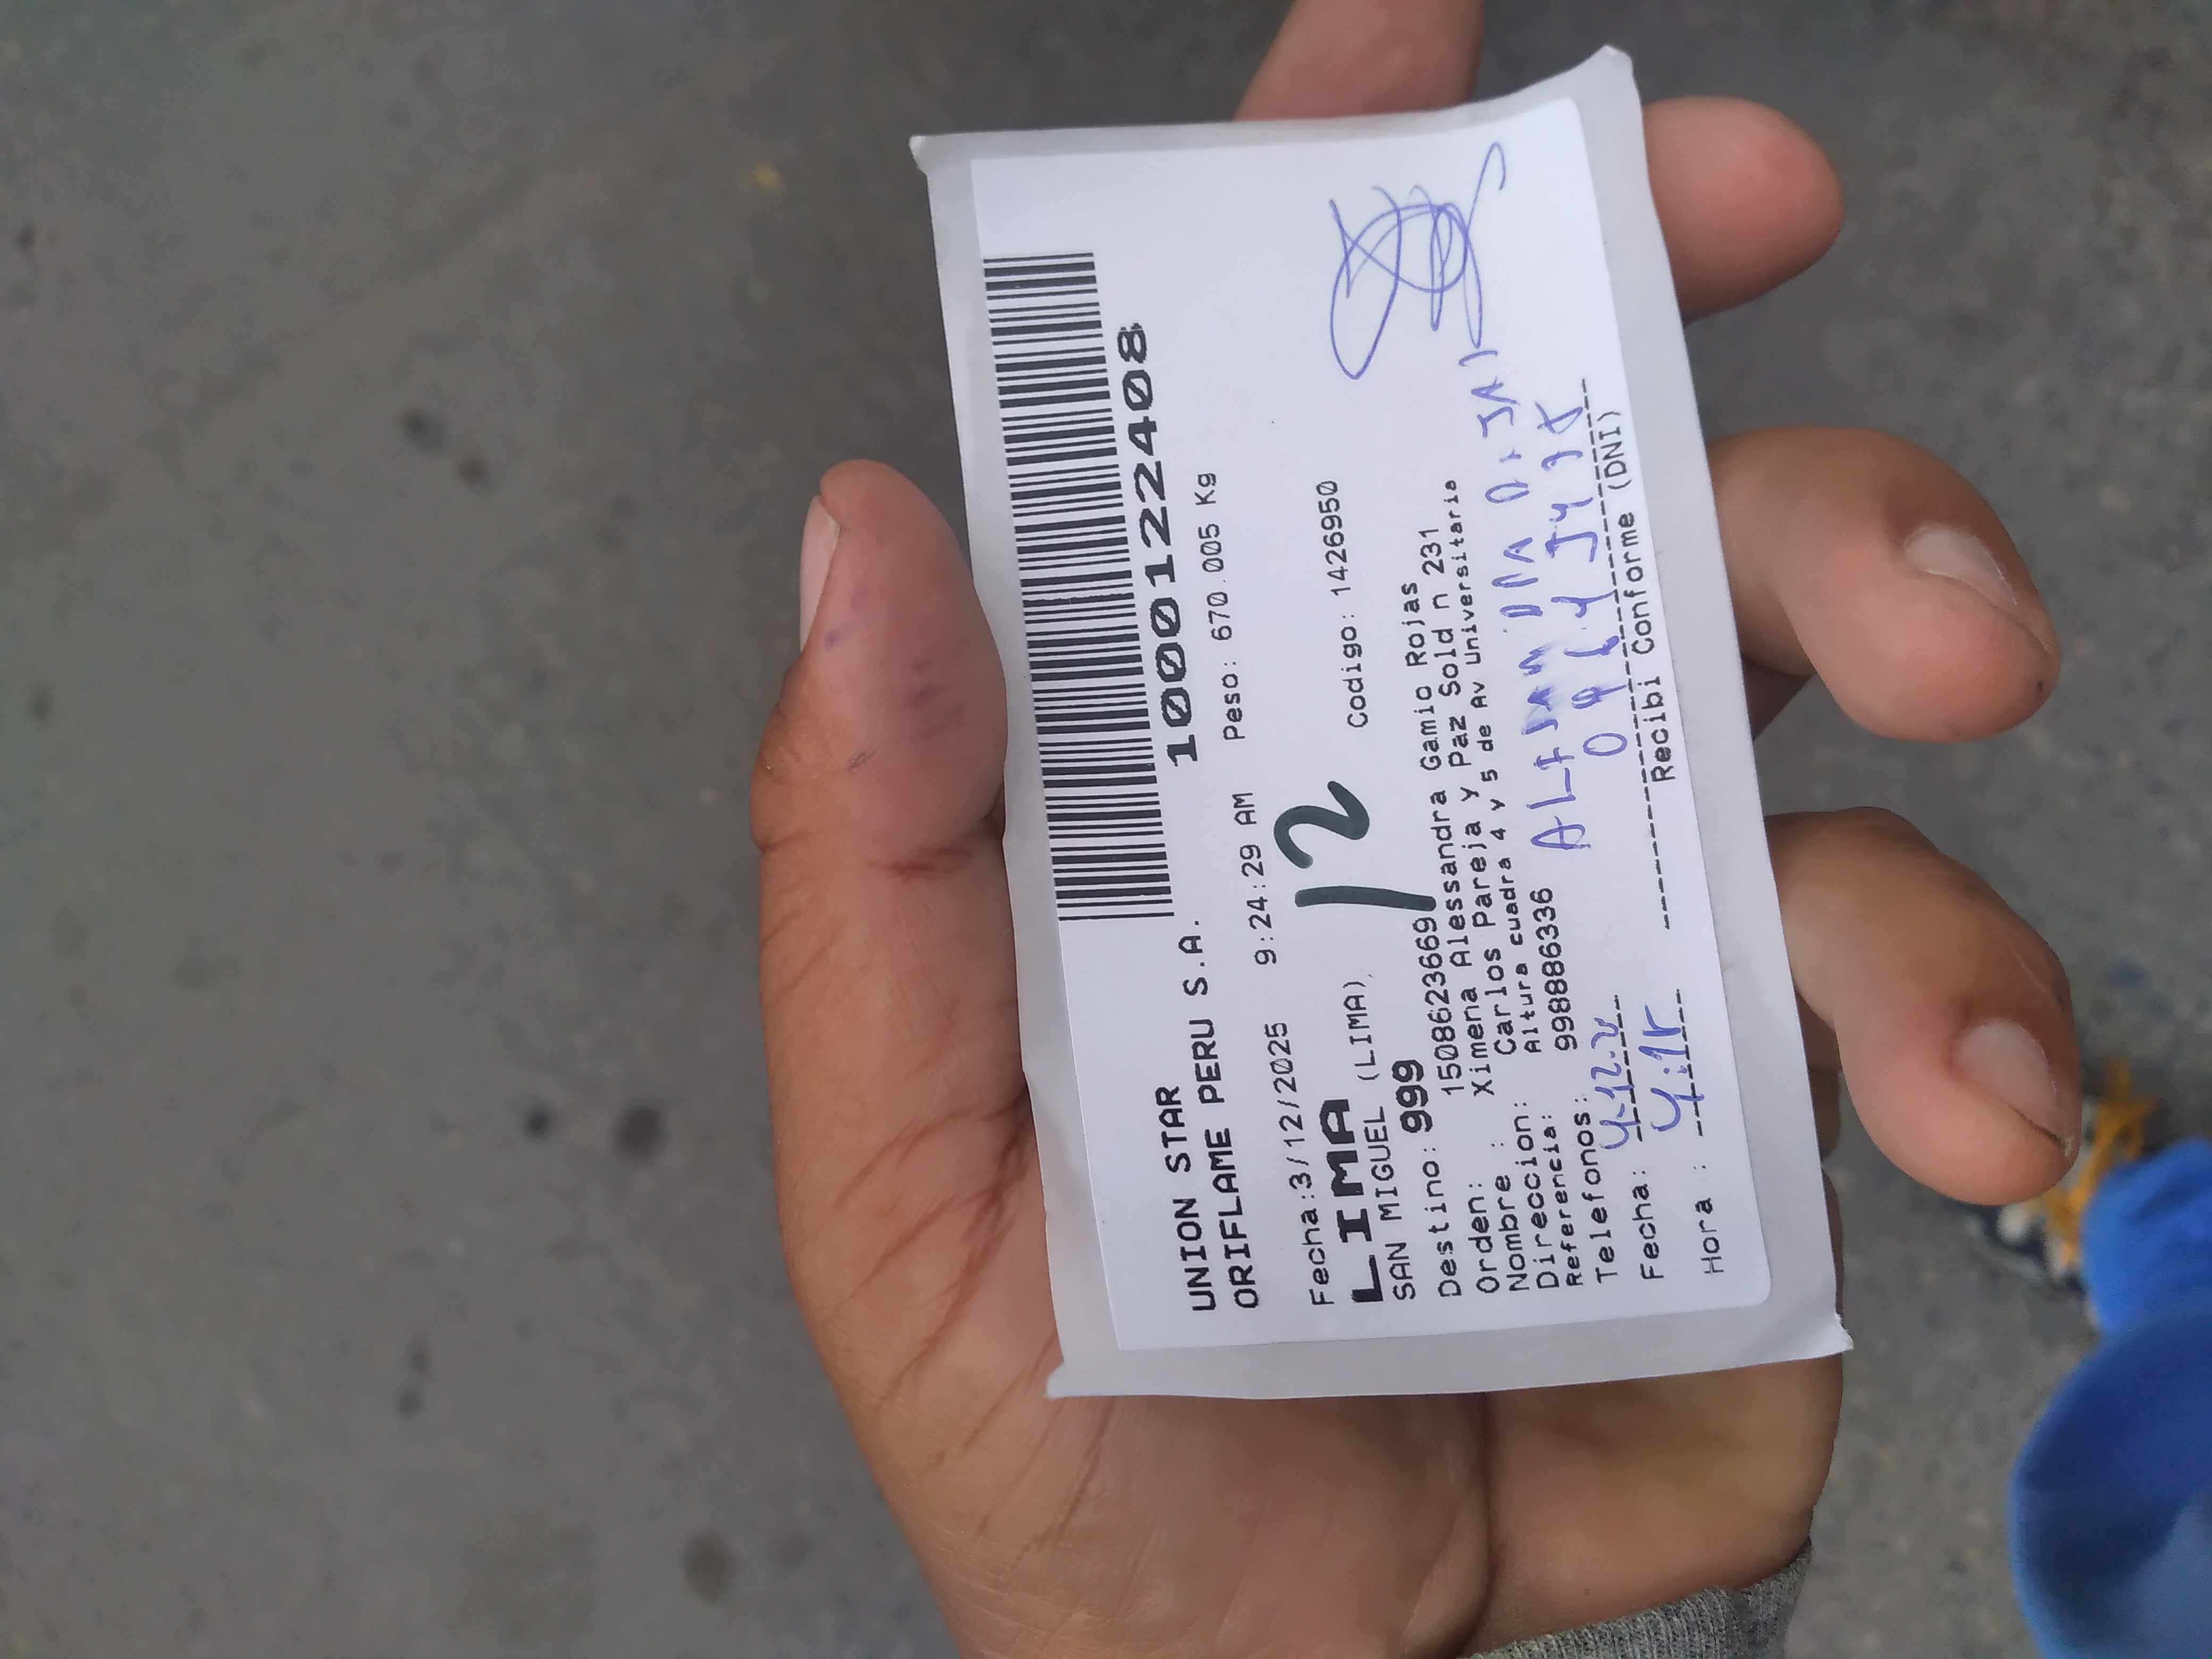 1000122408
UNION STAR
ORIFLAME PERU S.A.
Fecha:3/12/2025 9:24:29 AM Peso: 670.005 Kg
LIMA 12
SAN MIGUEL (LIMA)
Destino: 999 Codigo: 1426950
Orden: 1508623669
Nombre : Ximena Alessandra Gamio Rojas
Direccion: Carlos Pareja y Paz Sold n 231
Referencia: Altura cuadra 4 y 5 de Av Universitaria
Telefonos: 998886336
Fecha:
Hora :
Recibi Conforme (DNI)